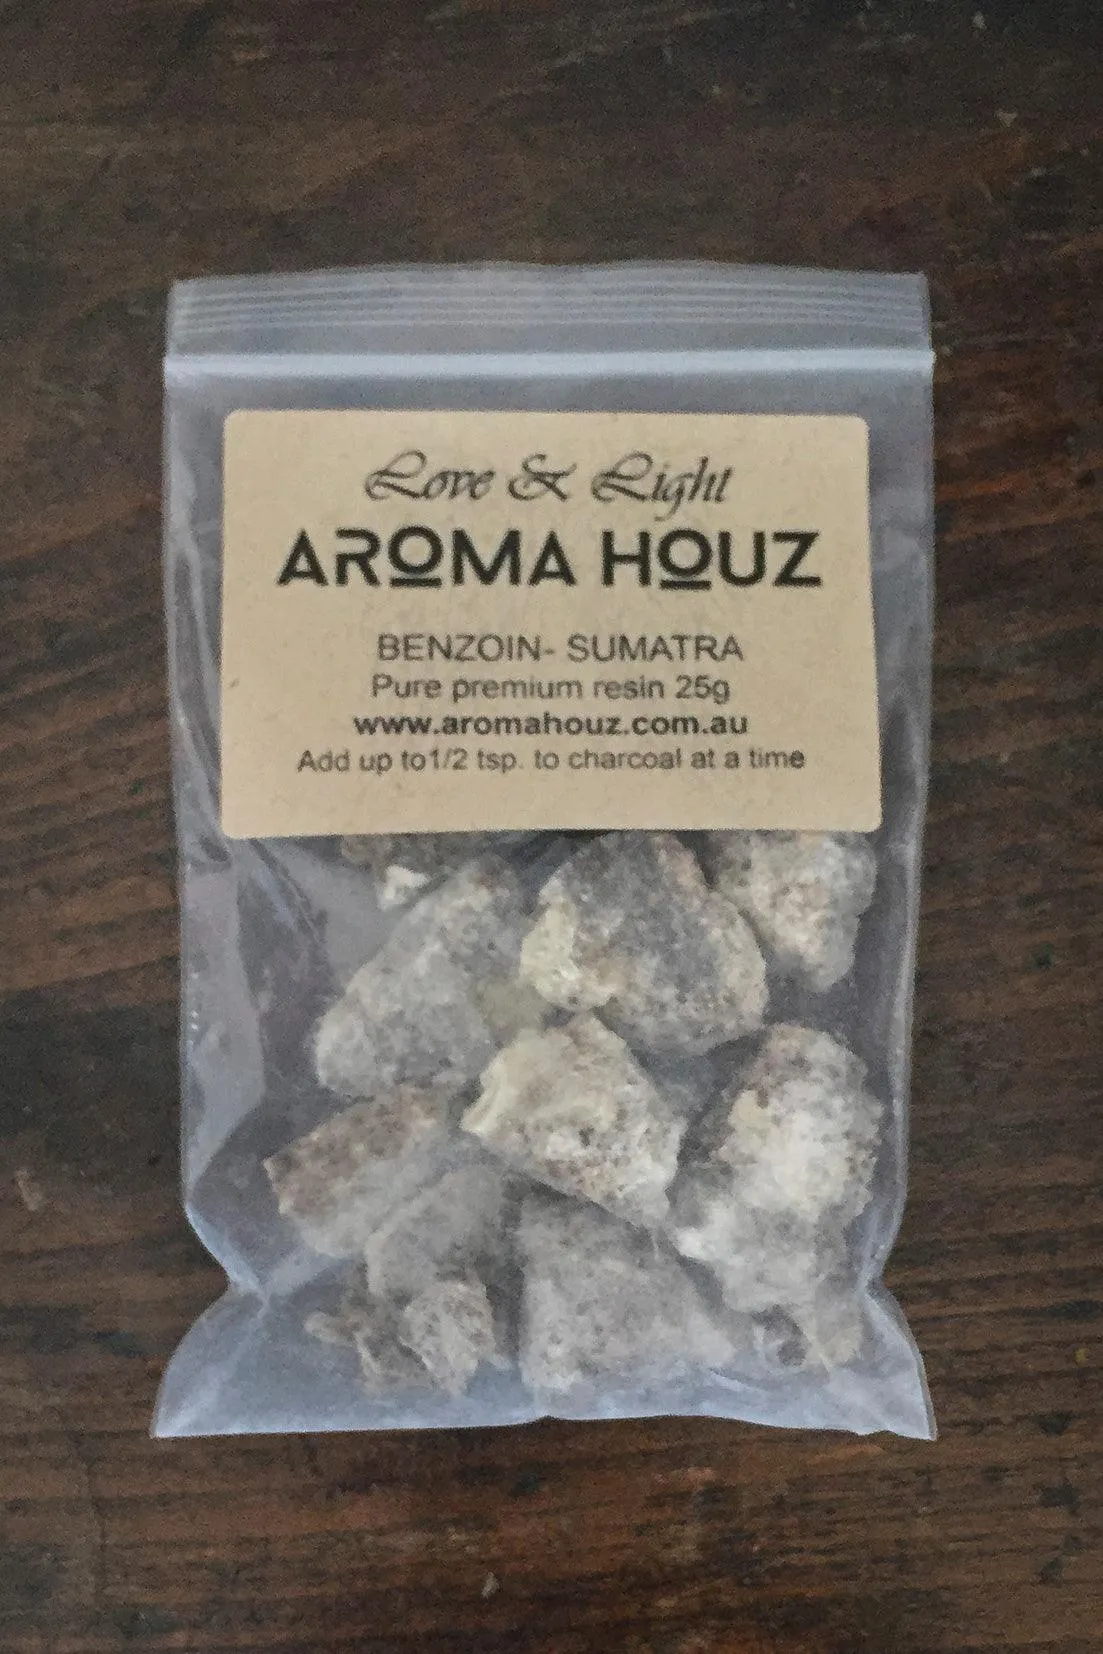 Love & Light
AROMA HOUZ
BENZOIN- SUMATRA
Pure premium resin 25g
www.aromahouz.com.au
Add up to1/2 tsp. to charcoal at a time